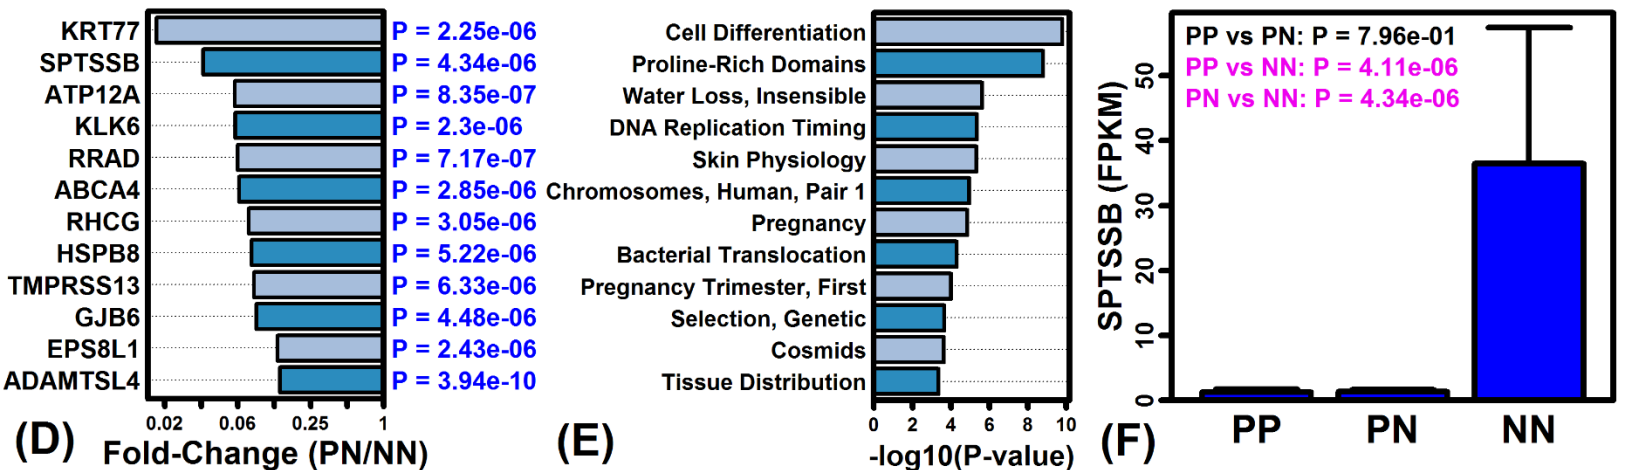 KRT77 P = 2.25e-06
SPTSSB P = 4.34e-06
ATP12A P = 8.35e-07
KLK6 P = 2.3e-06
RRAD P = 7.17e-07
ABCA4 P = 2.85e-06
RHCG P = 3.05e-06
HSPB8 P = 5.22e-06
TMPRSS13 P = 6.33e-06
GJB6 P = 4.48e-06
EPS8L1 P = 2.43e-06
ADAMTSL4 P = 3.94e-10
0.02 0.06 0.25 1
(D) Fold-Change (PN/NN)
Cell Differentiation
Proline-Rich Domains
Water Loss, Insensible
DNA Replication Timing
Skin Physiology
Chromosomes, Human, Pair 1
Pregnancy
Bacterial Translocation
Pregnancy Trimester, First
Selection, Genetic
Cosmids
Tissue Distribution
0 2 4 6 8 10
(E) -log10(P-value)
PP vs PN: P = 7.96e-01
PP vs NN: P = 4.11e-06
PN vs NN: P = 4.34e-06
SPTSSB (FPKM)
50
40
30
20
10
0
(F) PP PN NN